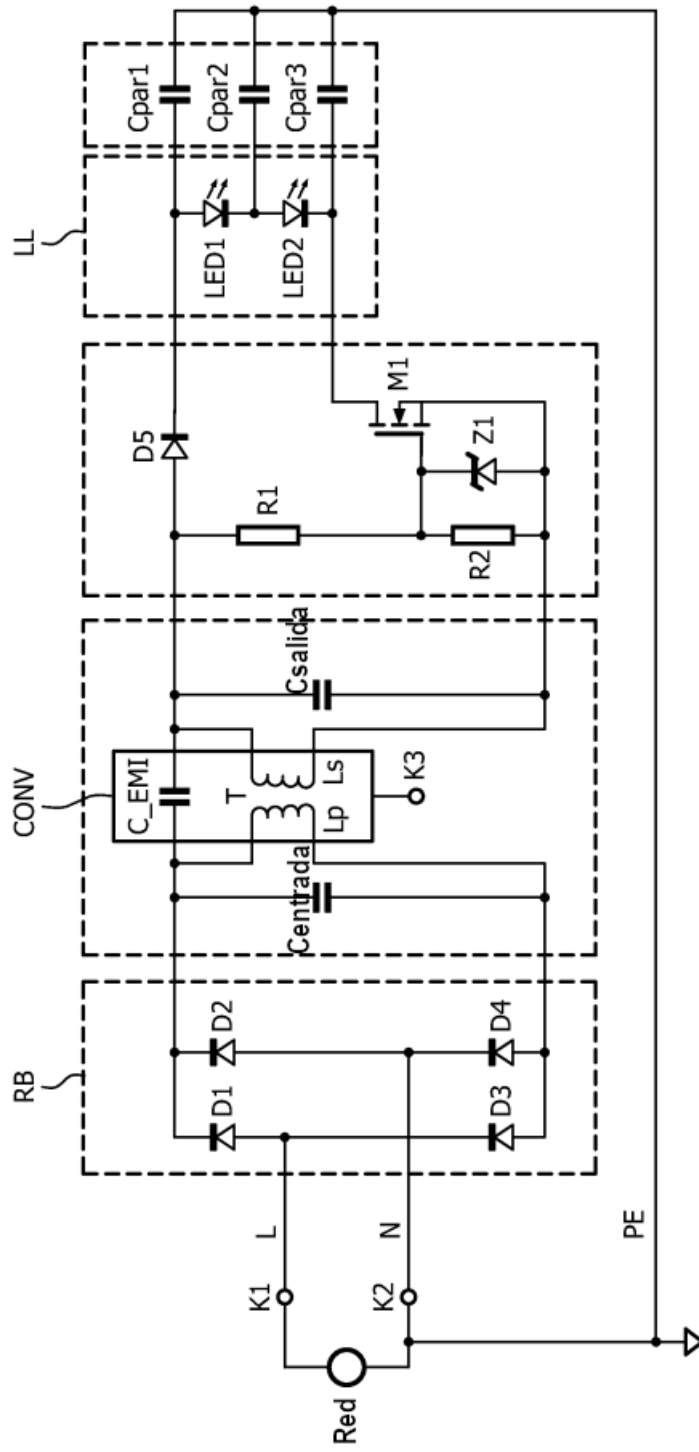 RB
CONV
LL
Red
K1
K2
L
N
PE
D1
D2
D3
D4
Centrada
C_EMI
T
Lp
Ls
K3
Csalida
D5
R1
R2
Z1
M1
LED1
LED2
Cpar1
Cpar2
Cpar3